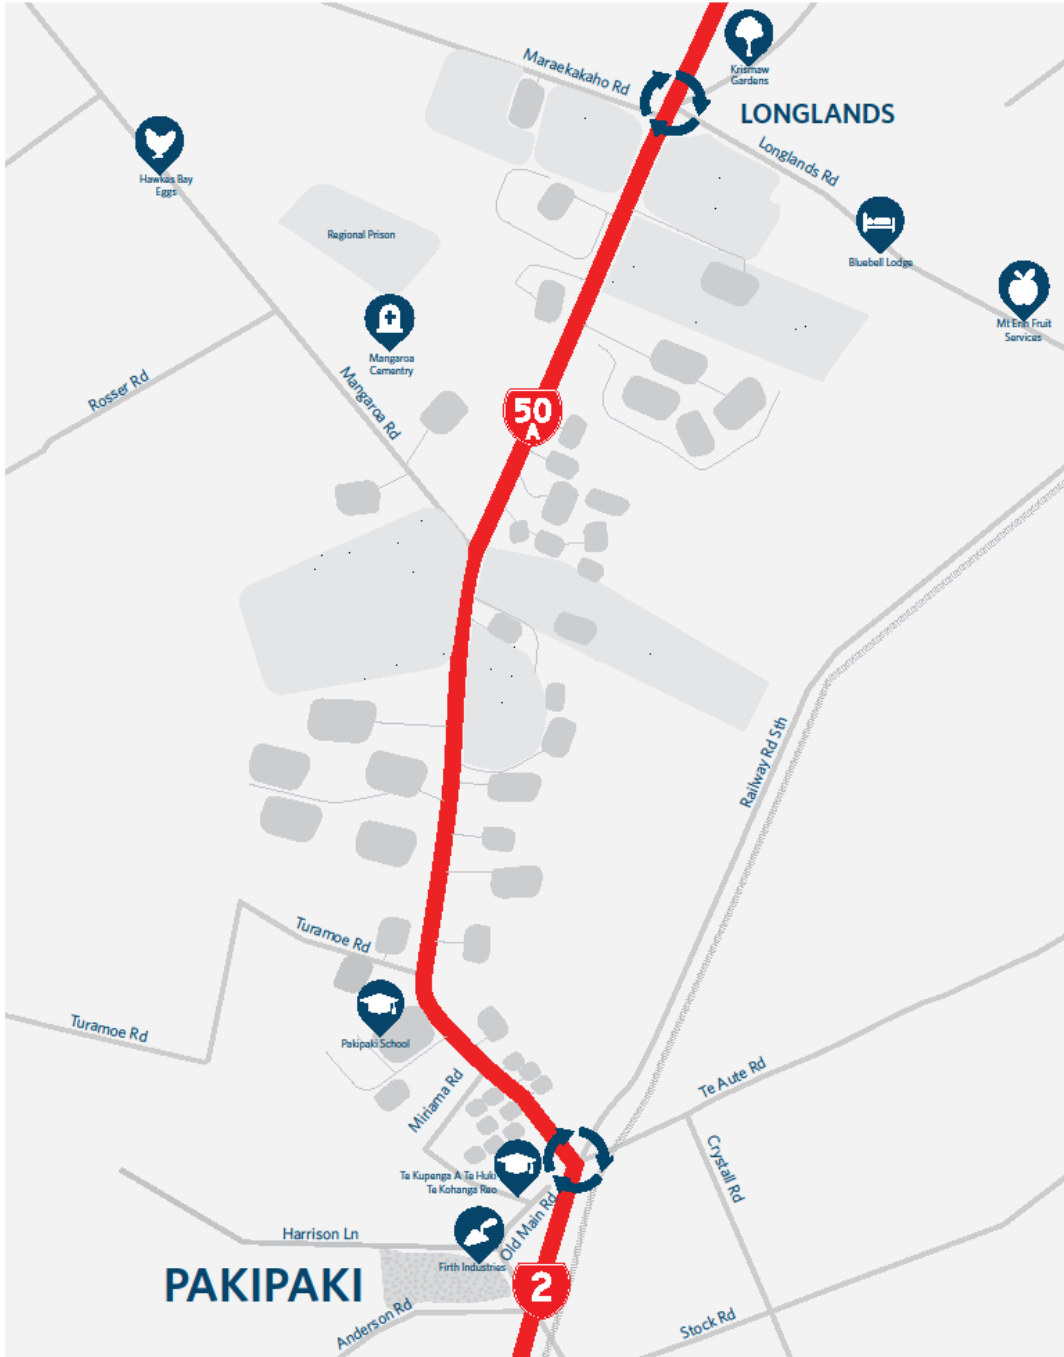 Krismaw
Gardens
Maraekakaho Rd
LONGLANDS
Longlands Rd
Hawkes Bay
Eggs
Regional Prison
Bluebell Lodge
Mt Erin Fruit
Services
Mangaroa
Cementry
Rosser Rd
Mangaroa Rd
50
A
Railway Rd Sth
Turamoe Rd
Turamoe Rd
Pakipaki School
Miriama Rd
Te Aute Rd
Crystall Rd
Te Kupenga A Te Huki
Te Kohanga Reo
Old Main Rd
Harrison Ln
Firth Industries
PAKIPAKI
2
Anderson Rd
Stock Rd